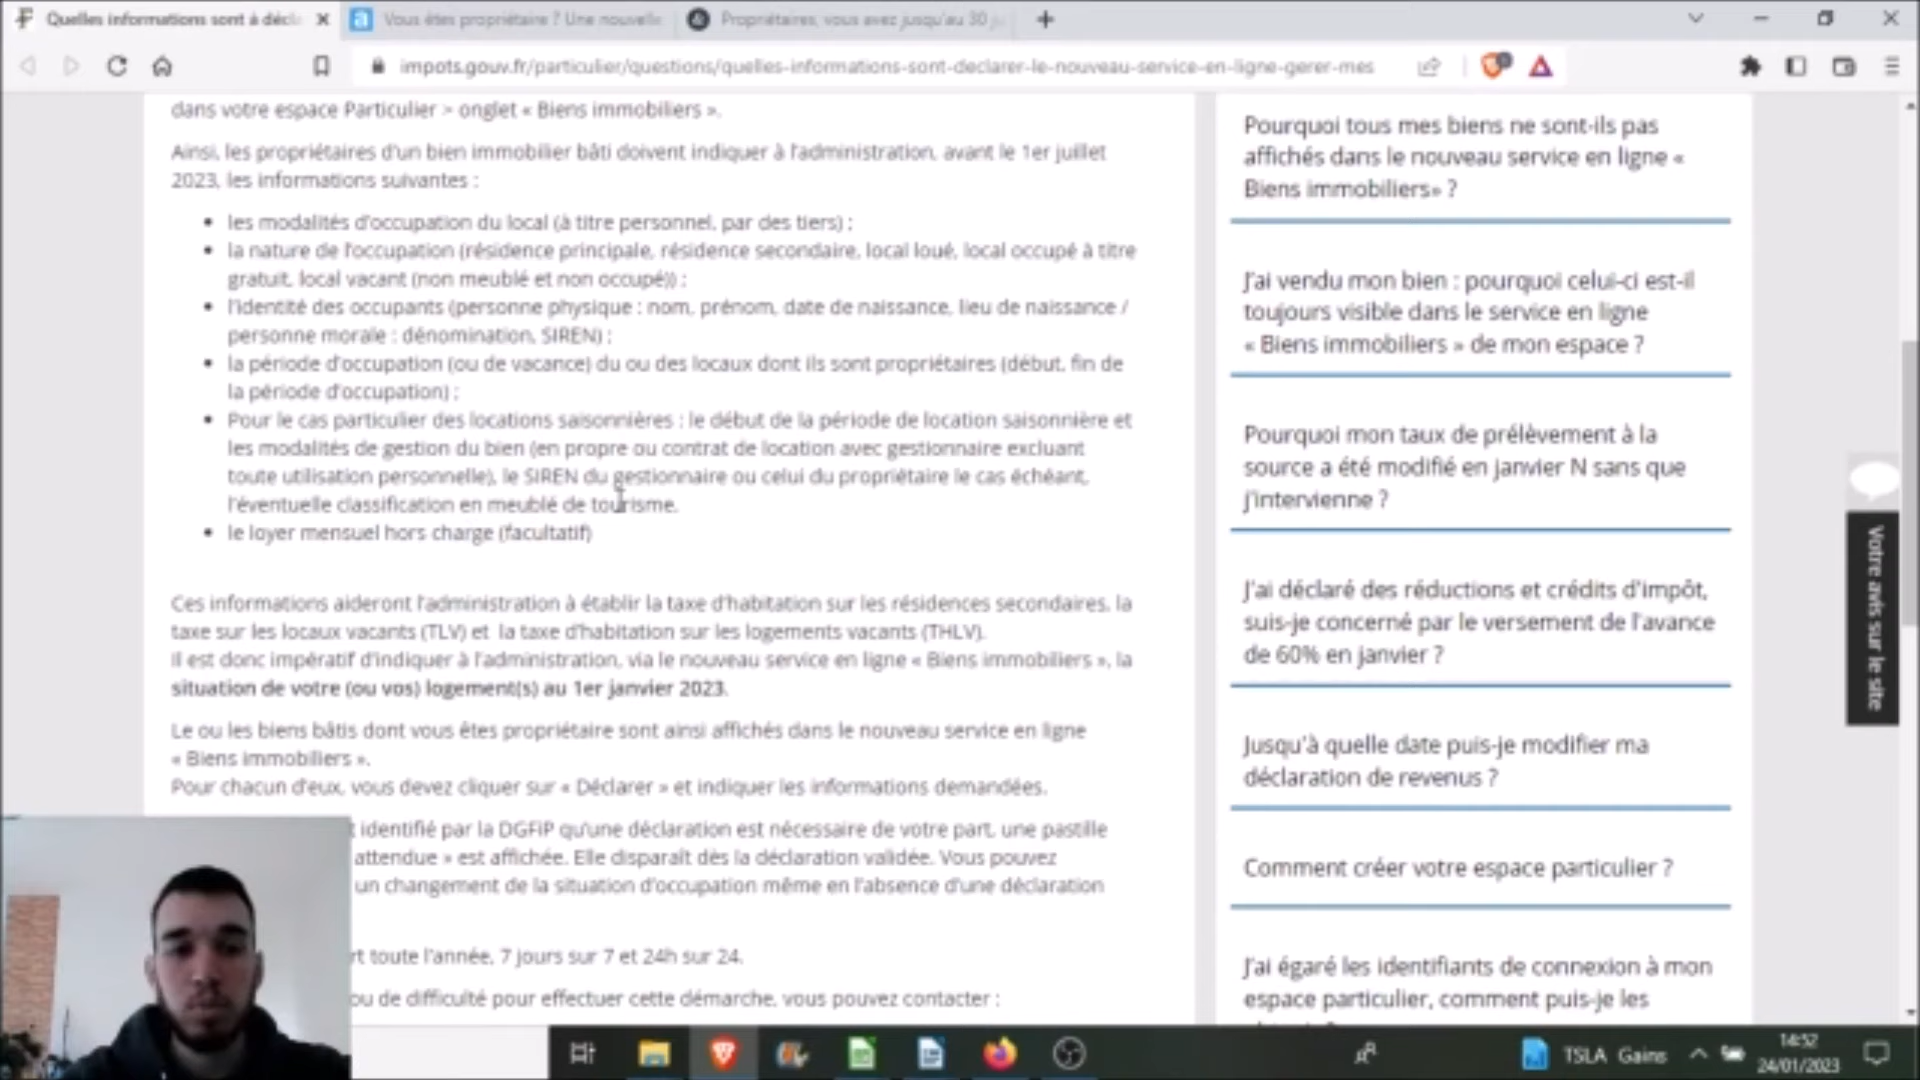 Quelles informations sont à décla
Vous êtes propriétaire ? Une nouvelle
Propriétaires, vous avez jusqu'au 30 ju
impots.gouv.fr/particulier/questions/quelles-informations-sont-declarer-le-nouveau-service-en-ligne-gerer-mes
dans votre espace Particulier > onglet « Biens immobiliers ».
Ainsi, les propriétaires d'un bien immobilier bâti doivent indiquer à l'administration, avant le 1er juillet
2023, les informations suivantes :
les modalités d'occupation du local (à titre personnel, par des tiers) ;
la nature de l'occupation (résidence principale, résidence secondaire, local loué, local occupé à titre
gratuit, local vacant (non meublé et non occupé)) ;
l'identité des occupants (personne physique : nom, prénom, date de naissance, lieu de naissance /
personne morale : dénomination, SIREN) ;
la période d'occupation (ou de vacance) du ou des locaux dont ils sont propriétaires (début, fin de
la période d'occupation) ;
Pour le cas particulier des locations saisonnières : le début de la période de location saisonnière et
les modalités de gestion du bien (en propre ou contrat de location avec gestionnaire excluant
toute utilisation personnelle), le SIREN du gestionnaire ou celui du propriétaire le cas échéant,
l'éventuelle classification en meublé de tourisme.
le loyer mensuel hors charge (facultatif)
Ces informations aideront l'administration à établir la taxe d'habitation sur les résidences secondaires, la
taxe sur les locaux vacants (TLV) et la taxe d'habitation sur les logements vacants (THLV).
Il est donc impératif d'indiquer à l'administration, via le nouveau service en ligne « Biens immobiliers », la
situation de votre (ou vos) logement(s) au 1er janvier 2023.
Le ou les biens bâtis dont vous êtes propriétaire sont ainsi affichés dans le nouveau service en ligne
« Biens immobiliers ».
Pour chacun d'eux, vous devez cliquer sur « Déclarer » et indiquer les informations demandées.
t identifié par la DGFiP qu'une déclaration est nécessaire de votre part, une pastille
attendue » est affichée. Elle disparaît dès la déclaration validée. Vous pouvez
un changement de la situation d'occupation même en l'absence d'une déclaration
rt toute l'année, 7 jours sur 7 et 24h sur 24.
ou de difficulté pour effectuer cette démarche, vous pouvez contacter :
Pourquoi tous mes biens ne sont-ils pas
affichés dans le nouveau service en ligne «
Biens immobiliers» ?
J'ai vendu mon bien : pourquoi celui-ci est-il
toujours visible dans le service en ligne
« Biens immobiliers » de mon espace ?
Pourquoi mon taux de prélèvement à la
source a été modifié en janvier N sans que
j'intervienne ?
J'ai déclaré des réductions et crédits d'impôt,
suis-je concerné par le versement de l'avance
de 60% en janvier ?
Jusqu'à quelle date puis-je modifier ma
déclaration de revenus ?
Comment créer votre espace particulier ?
J'ai égaré les identifiants de connexion à mon
espace particulier, comment puis-je les
Votre avis sur le site
TSLA Gains
14:52
24/01/2023